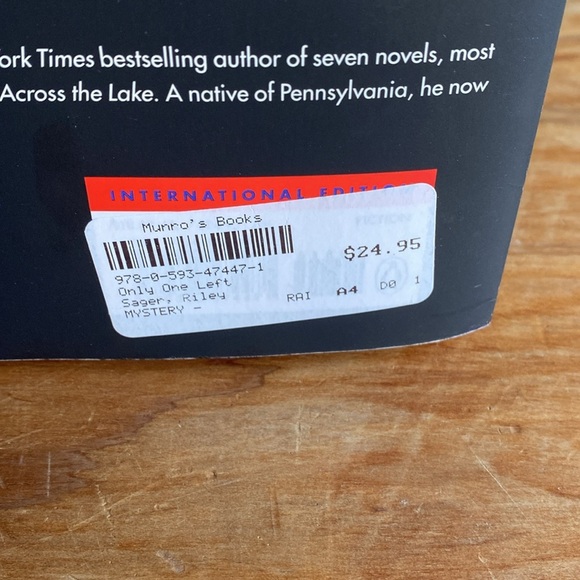 ork Times bestselling author of seven novels, most
Across the Lake. A native of Pennsylvania, he now
INTERNATIONAL EDITION
Munro's Books
978-0-593-47447-1
$24.95
Only One Left
Sager, Riley
RAI A4 D0 1
MYSTERY -